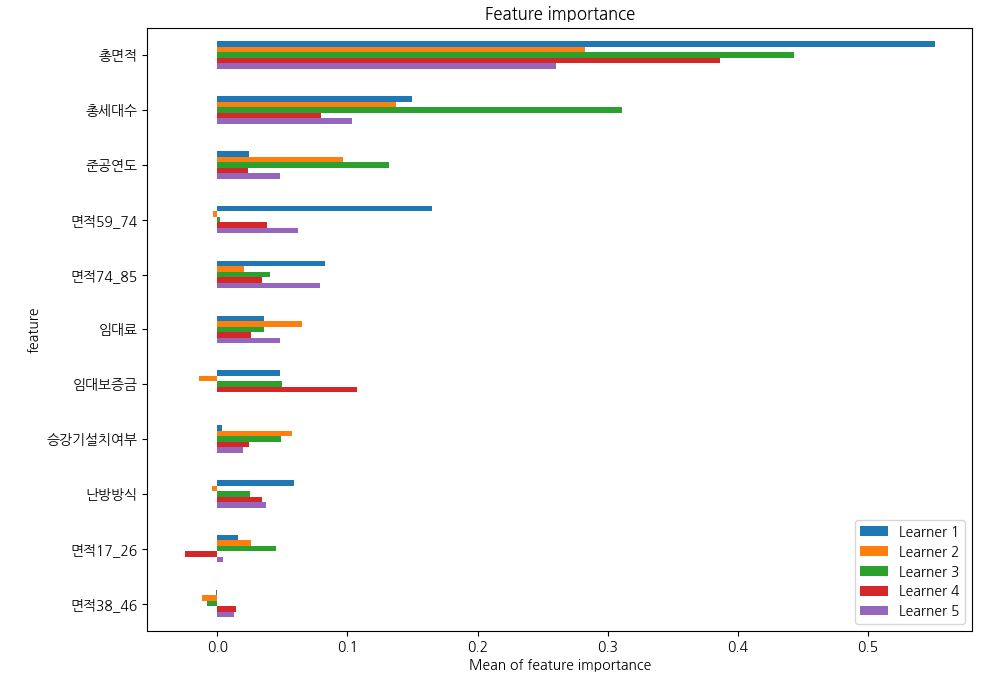 Feature importance
총면적
총세대수
준공연도
면적59_74
면적74_85
임대료
임대보증금
승강기설치여부
난방방식
면적17_26
면적38_46
feature
Learner 1
Learner 2
Learner 3
Learner 4
Learner 5
0.0 0.1 0.2 0.3 0.4 0.5
Mean of feature importance